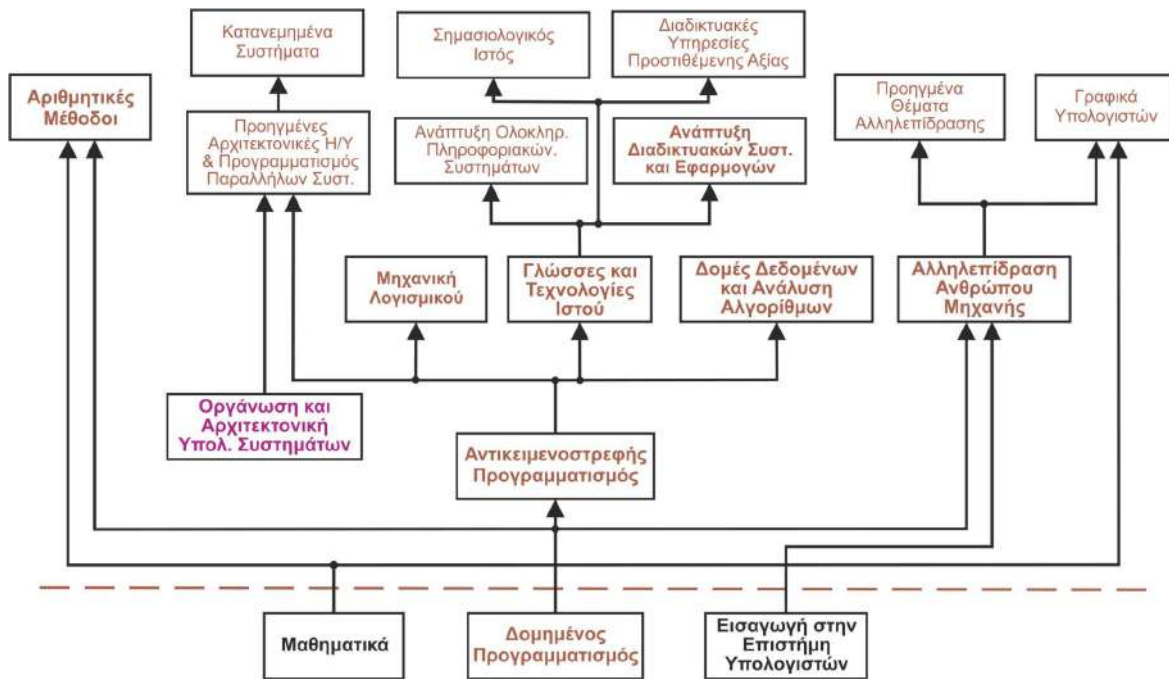 Κατανεμημένα
Συστήματα
Σημασιολογικός
Ιστός
Διαδικτυακές
Υπηρεσίες
Προστιθέμενης Αξίας
Αριθμητικές
Μέθοδοι
Προηγμένες
Αρχιτεκτονικές Η/Υ
& Προγραμματισμός
Παραλλήλων Συστ.
Ανάπτυξη Ολοκληρ.
Πληροφοριακών.
Συστημάτων
Ανάπτυξη
Διαδικτυακών Συστ.
και Εφαρμογών
Προηγμένα
Θέματα
Αλληλεπίδρασης
Γραφικά
Υπολογιστών
Μηχανική
Λογισμικού
Γλώσσες και
Τεχνολογίες
Ιστού
Δομές Δεδομένων
και Ανάλυση
Αλγορίθμων
Αλληλεπίδραση
Ανθρώπου
Μηχανής
Οργάνωση και
Αρχιτεκτονική
Υπολ. Συστημάτων
Αντικειμενοστρεφής
Προγραμματισμός
Μαθηματικά
Δομημένος
Προγραμματισμός
Εισαγωγή στην
Επιστήμη
Υπολογιστών